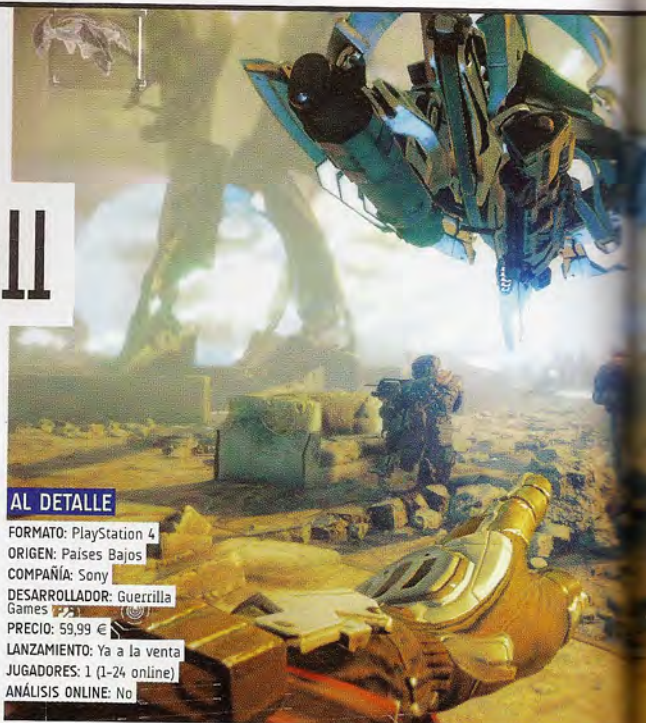 ll
AL DETALLE
FORMATO: PlayStation 4
ORIGEN: Países Bajos
COMPAÑÍA: Sony
DESARROLLADOR: Guerrilla
Games
PRECIO: 59,99 €
LANZAMIENTO: Ya a la venta
JUGADORES: 1 (1-24 online)
ANÁLISIS ONLINE: No